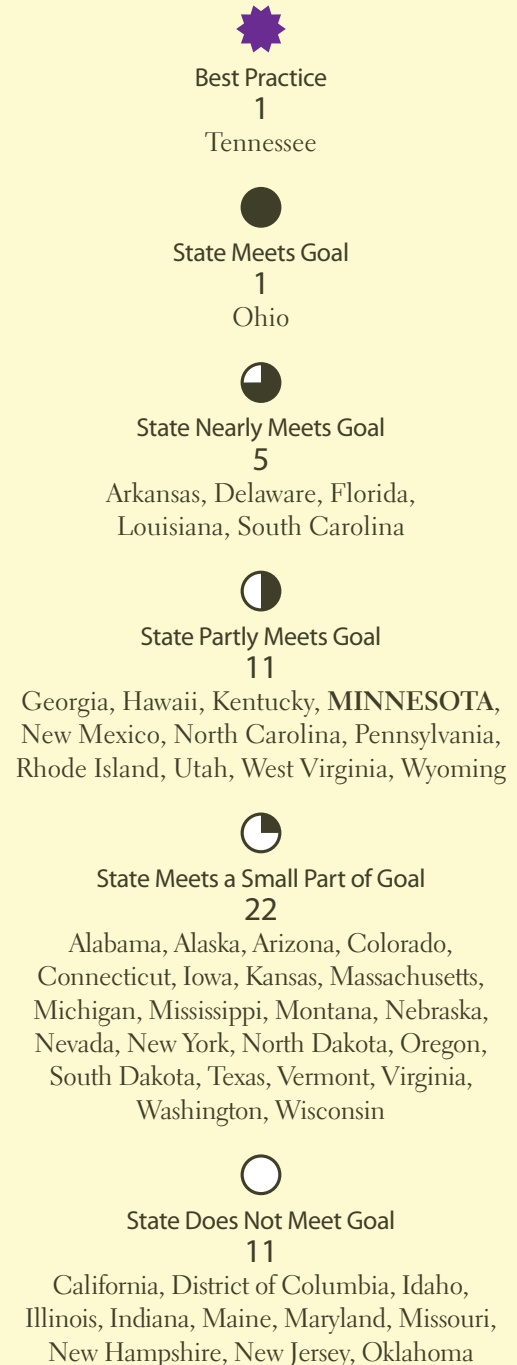 Best Practice
1
Tennessee
State Meets Goal
1
Ohio
State Nearly Meets Goal
5
Arkansas, Delaware, Florida,
Louisiana, South Carolina
State Partly Meets Goal
11
Georgia, Hawaii, Kentucky, MINNESOTA,
New Mexico, North Carolina, Pennsylvania,
Rhode Island, Utah, West Virginia, Wyoming
State Meets a Small Part of Goal
22
Alabama, Alaska, Arizona, Colorado,
Connecticut, Iowa, Kansas, Massachusetts,
Michigan, Mississippi, Montana, Nebraska,
Nevada, New York, North Dakota, Oregon,
South Dakota, Texas, Vermont, Virginia,
Washington, Wisconsin
State Does Not Meet Goal
11
California, District of Columbia, Idaho,
Illinois, Indiana, Maine, Maryland, Missouri,
New Hampshire, New Jersey, Oklahoma